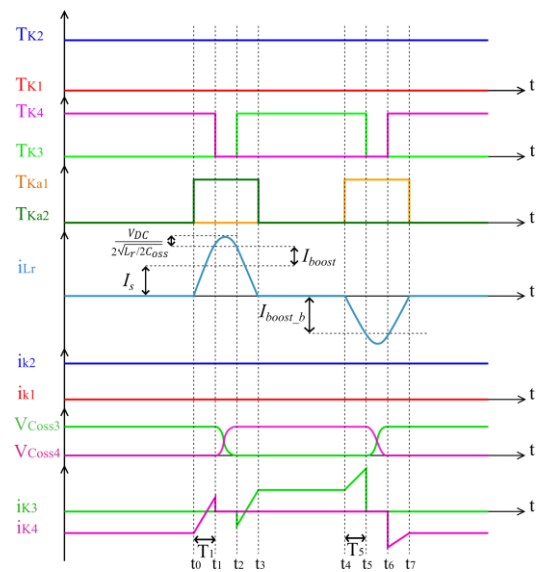 TK2
TK1 t
TK4
TK3 t
TKa1
TKa2 t
VDC
2√Lr/2Coss
Iboost
iLr Is t
Iboost_b
ik2
ik1 t
VCoss3
VCoss4 t
iK3 t
iK4
T1 T5
t0 t1 t2 t3 t4 t5 t6 t7